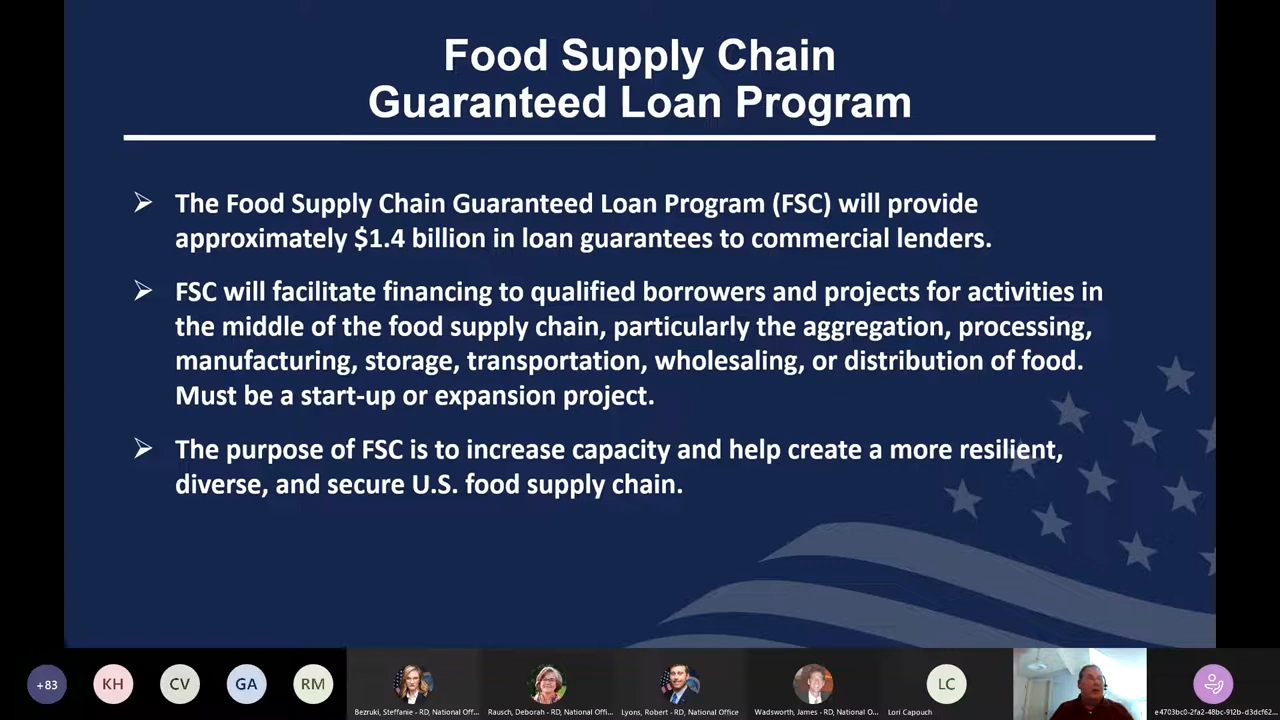 Food Supply Chain
Guaranteed Loan Program
The Food Supply Chain Guaranteed Loan Program (FSC) will provide
approximately $1.4 billion in loan guarantees to commercial lenders.
FSC will facilitate financing to qualified borrowers and projects for activities in
the middle of the food supply chain, particularly the aggregation, processing,
manufacturing, storage, transportation, wholesaling, or distribution of food.
Must be a start-up or expansion project.
The purpose of FSC is to increase capacity and help create a more resilient,
diverse, and secure U.S. food supply chain.
+83 KH CV GA RM LC
Bezruki, Steffanie - RD, National Off... Rausch, Deborah - RD, National Offi... Lyons, Robert - RD, National Office Wadsworth, James - RD, National O... Lori Capouch e4703bc0-2fa2-48bc-912b-d3dcf62...